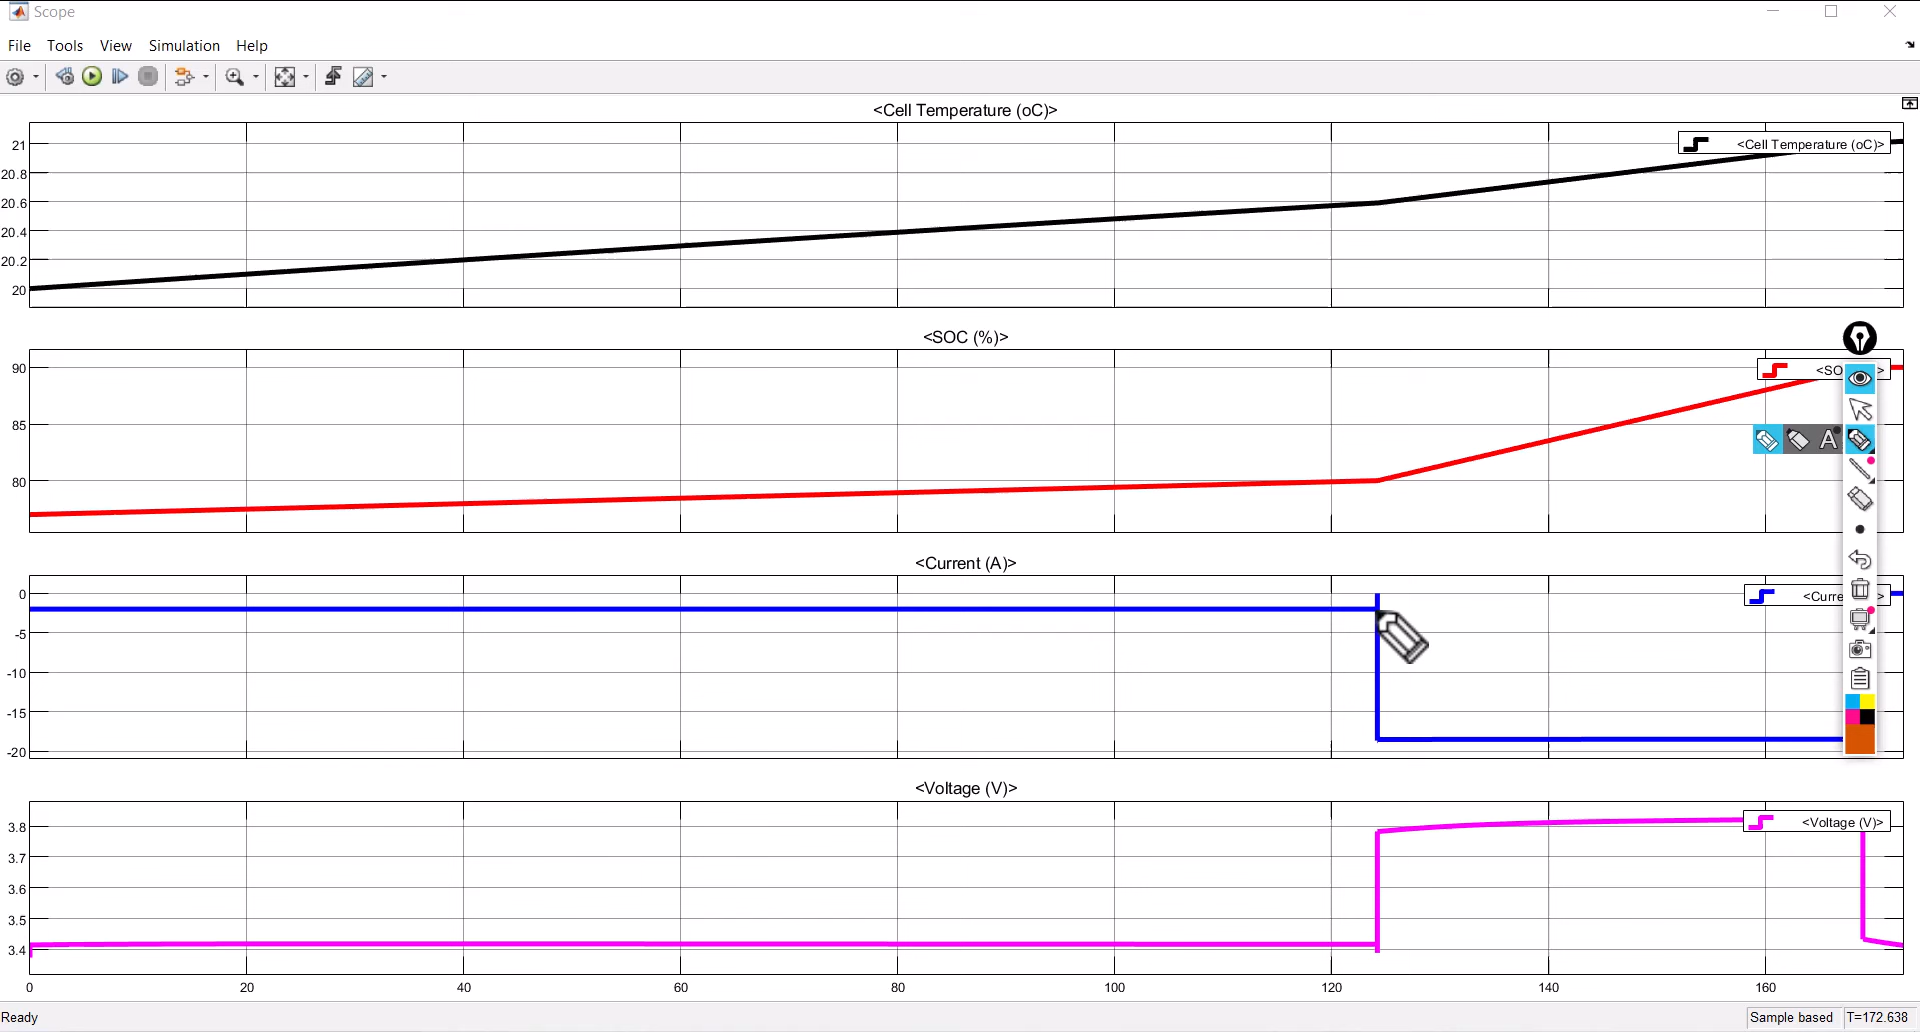 Scope
File Tools View Simulation Help
<Cell Temperature (oC)>
<Cell Temperature (oC)>
21
20.8
20.6
20.4
20.2
20
<SOC (%)>
<SO >
90
85
80
A
<Current (A)>
<Curre >
0
-5
-10
-15
-20
<Voltage (V)>
<Voltage (V)>
3.8
3.7
3.6
3.5
3.4
0 20 40 60 80 100 120 140 160
Ready Sample based T=172.638